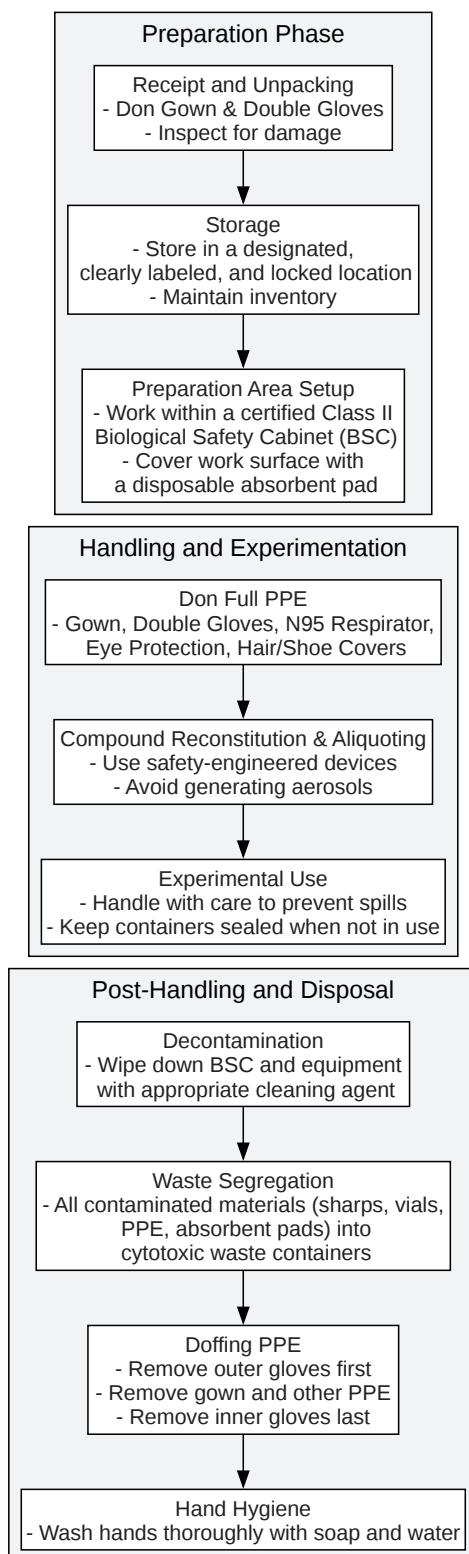 Preparation Phase
Receipt and Unpacking
- Don Gown & Double Gloves
- Inspect for damage
Storage
- Store in a designated,
clearly labeled, and locked location
- Maintain inventory
Preparation Area Setup
- Work within a certified Class II
Biological Safety Cabinet (BSC)
- Cover work surface with
a disposable absorbent pad
Handling and Experimentation
Don Full PPE
- Gown, Double Gloves, N95 Respirator,
Eye Protection, Hair/Shoe Covers
Compound Reconstitution & Aliquoting
- Use safety-engineered devices
- Avoid generating aerosols
Experimental Use
- Handle with care to prevent spills
- Keep containers sealed when not in use
Post-Handling and Disposal
Decontamination
- Wipe down BSC and equipment
with appropriate cleaning agent
Waste Segregation
- All contaminated materials (sharps, vials,
PPE, absorbent pads) into
cytotoxic waste containers
Doffing PPE
- Remove outer gloves first
- Remove gown and other PPE
- Remove inner gloves last
Hand Hygiene
- Wash hands thoroughly with soap and water